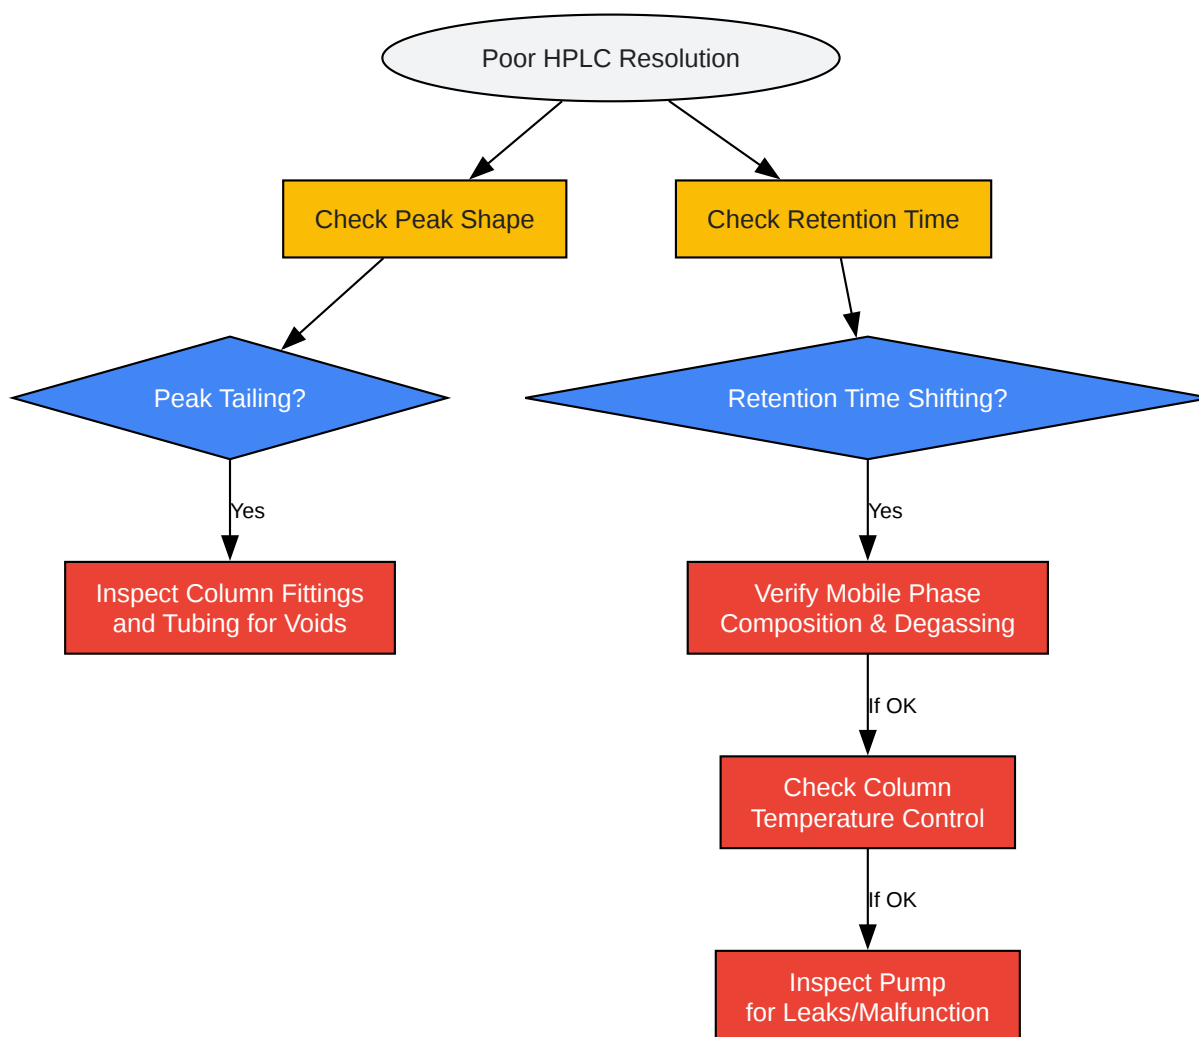 Poor HPLC Resolution
Check Peak Shape
Check Retention Time
Peak Tailing?
Retention Time Shifting?
Yes
Yes
Inspect Column Fittings
and Tubing for Voids
Verify Mobile Phase
Composition & Degassing
If OK
Check Column
Temperature Control
If OK
Inspect Pump
for Leaks/Malfunction